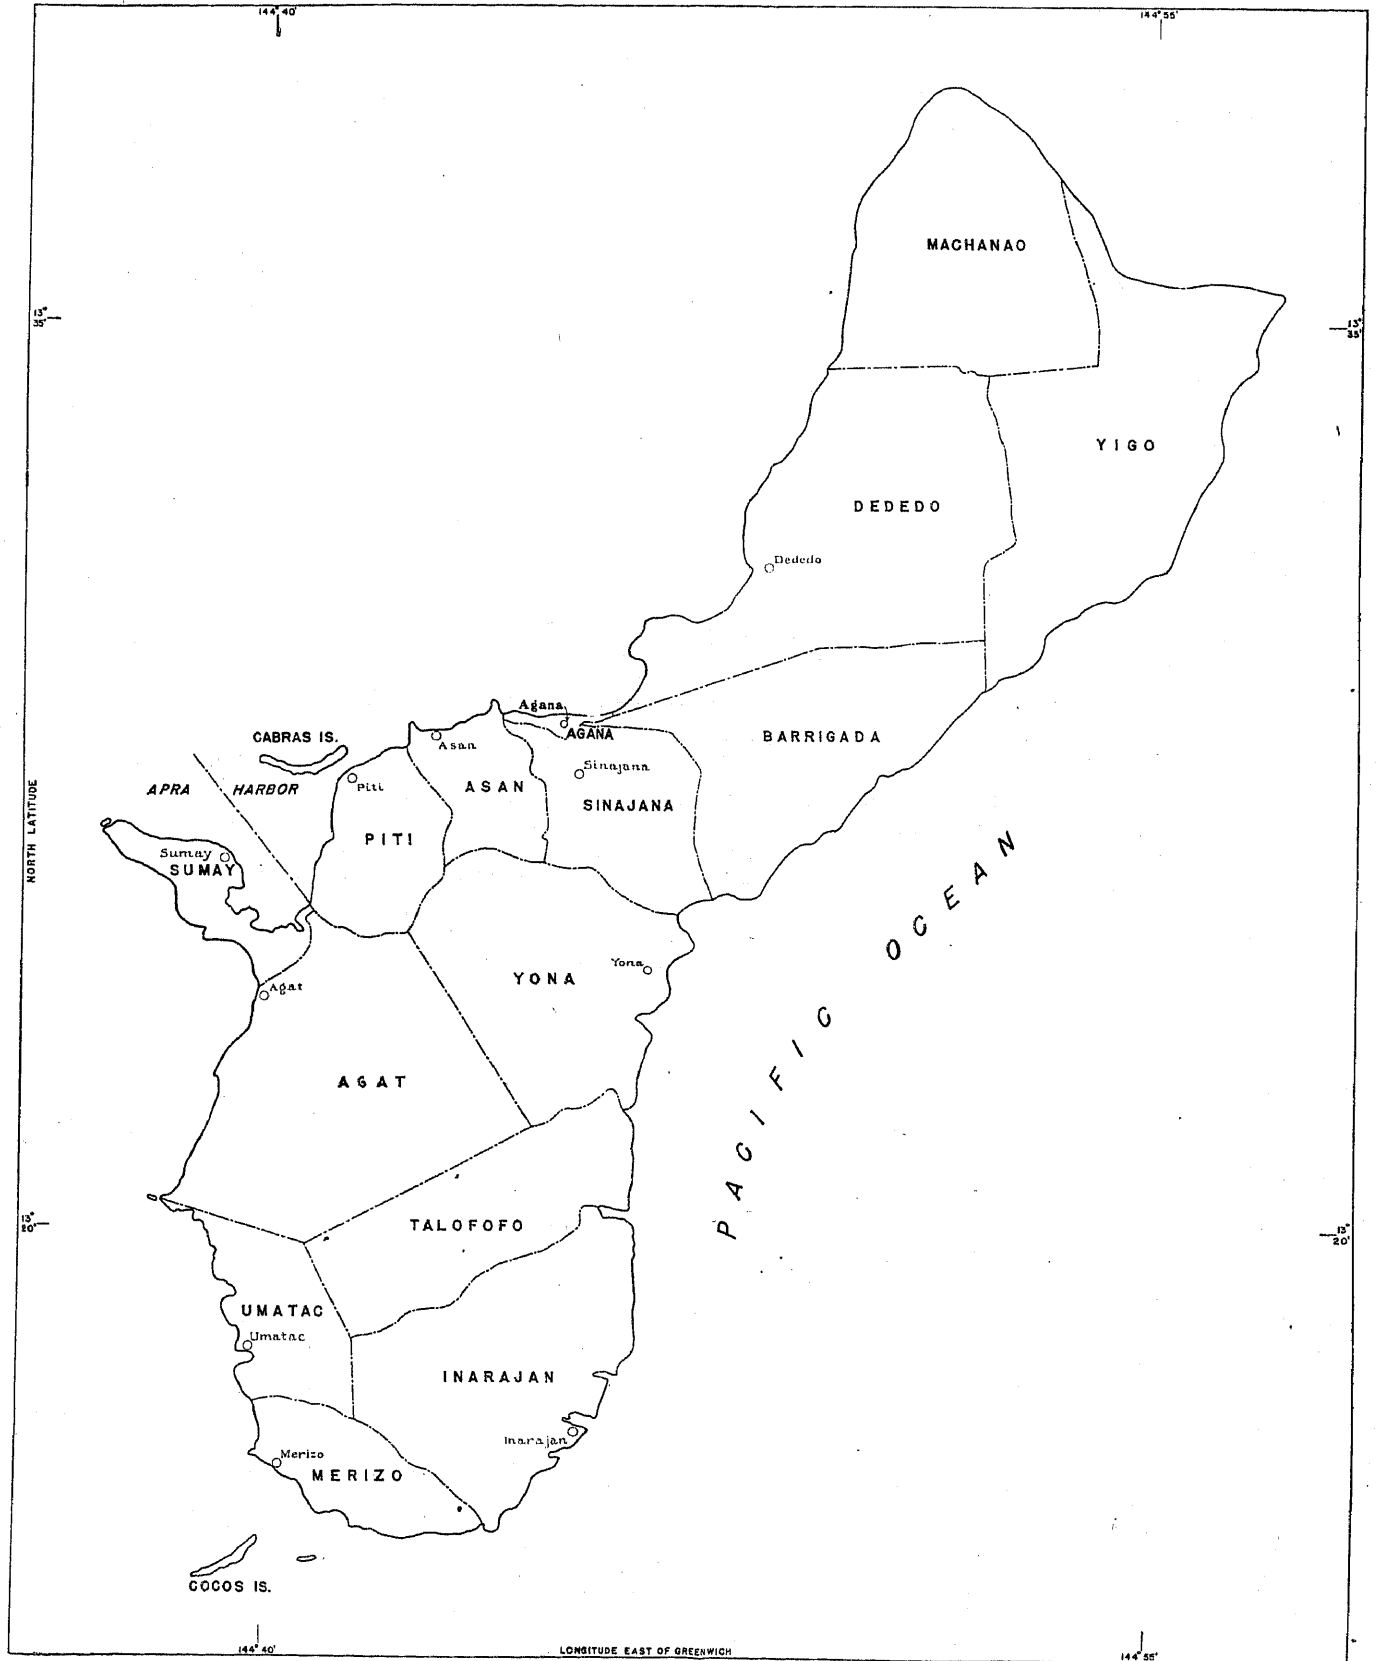 144° 40'
144° 55'
MACHANAO
13° 35'
13° 35'
YIGO
DEDEDO
Dededo
Agana
AGANA
CABRAS IS.
Asan
BARRIGADA
Sinajana
Piti
ASAN
APRA HARBOR
SINAJANA
NORTH LATITUDE
PITI
Sumay
SUMAY
PACIFIC OCEAN
Yona
YONA
Agat
AGAT
13° 20'
TALOFOFO
13° 20'
UMATAC
Umatac
INARAJAN
Inarajan
Merizo
MERIZO
COCOS IS.
144° 40'
LONGITUDE EAST OF GREENWICH
144° 55'